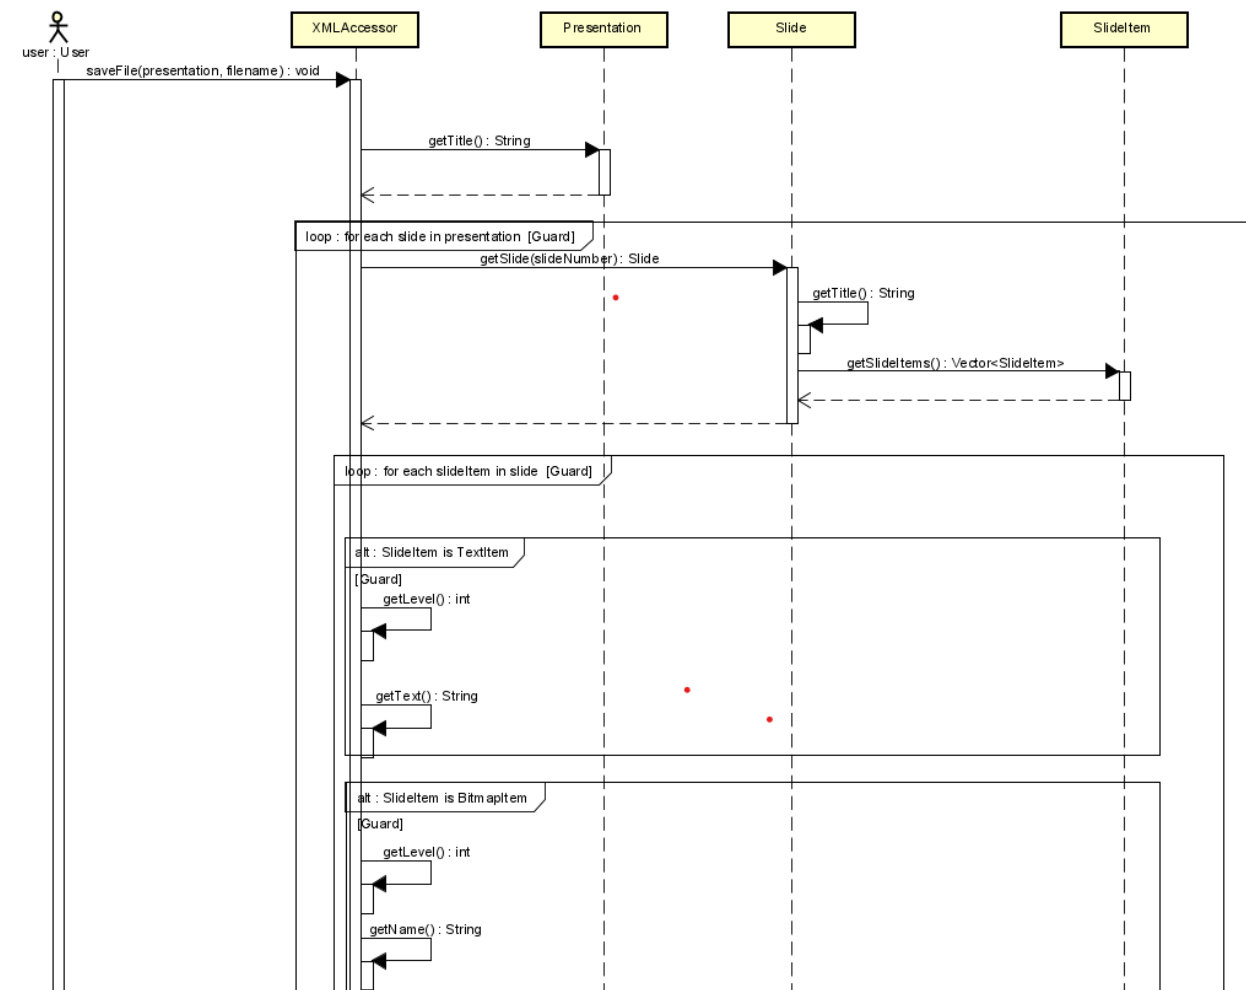 XMLAccessor
Presentation
Slide
SlideItem
user : User
saveFile(presentation, filename) : void
getTitle() : String
loop : for each slide in presentation [Guard]
getSlide(slideNumber) : Slide
getTitle() : String
getSlideItems() : Vector<SlideItem>
loop : for each slideItem in slide [Guard]
alt : SlideItem is TextItem
[Guard]
getLevel() : int
getText() : String
alt : SlideItem is BitmapItem
[Guard]
getLevel() : int
getName() : String